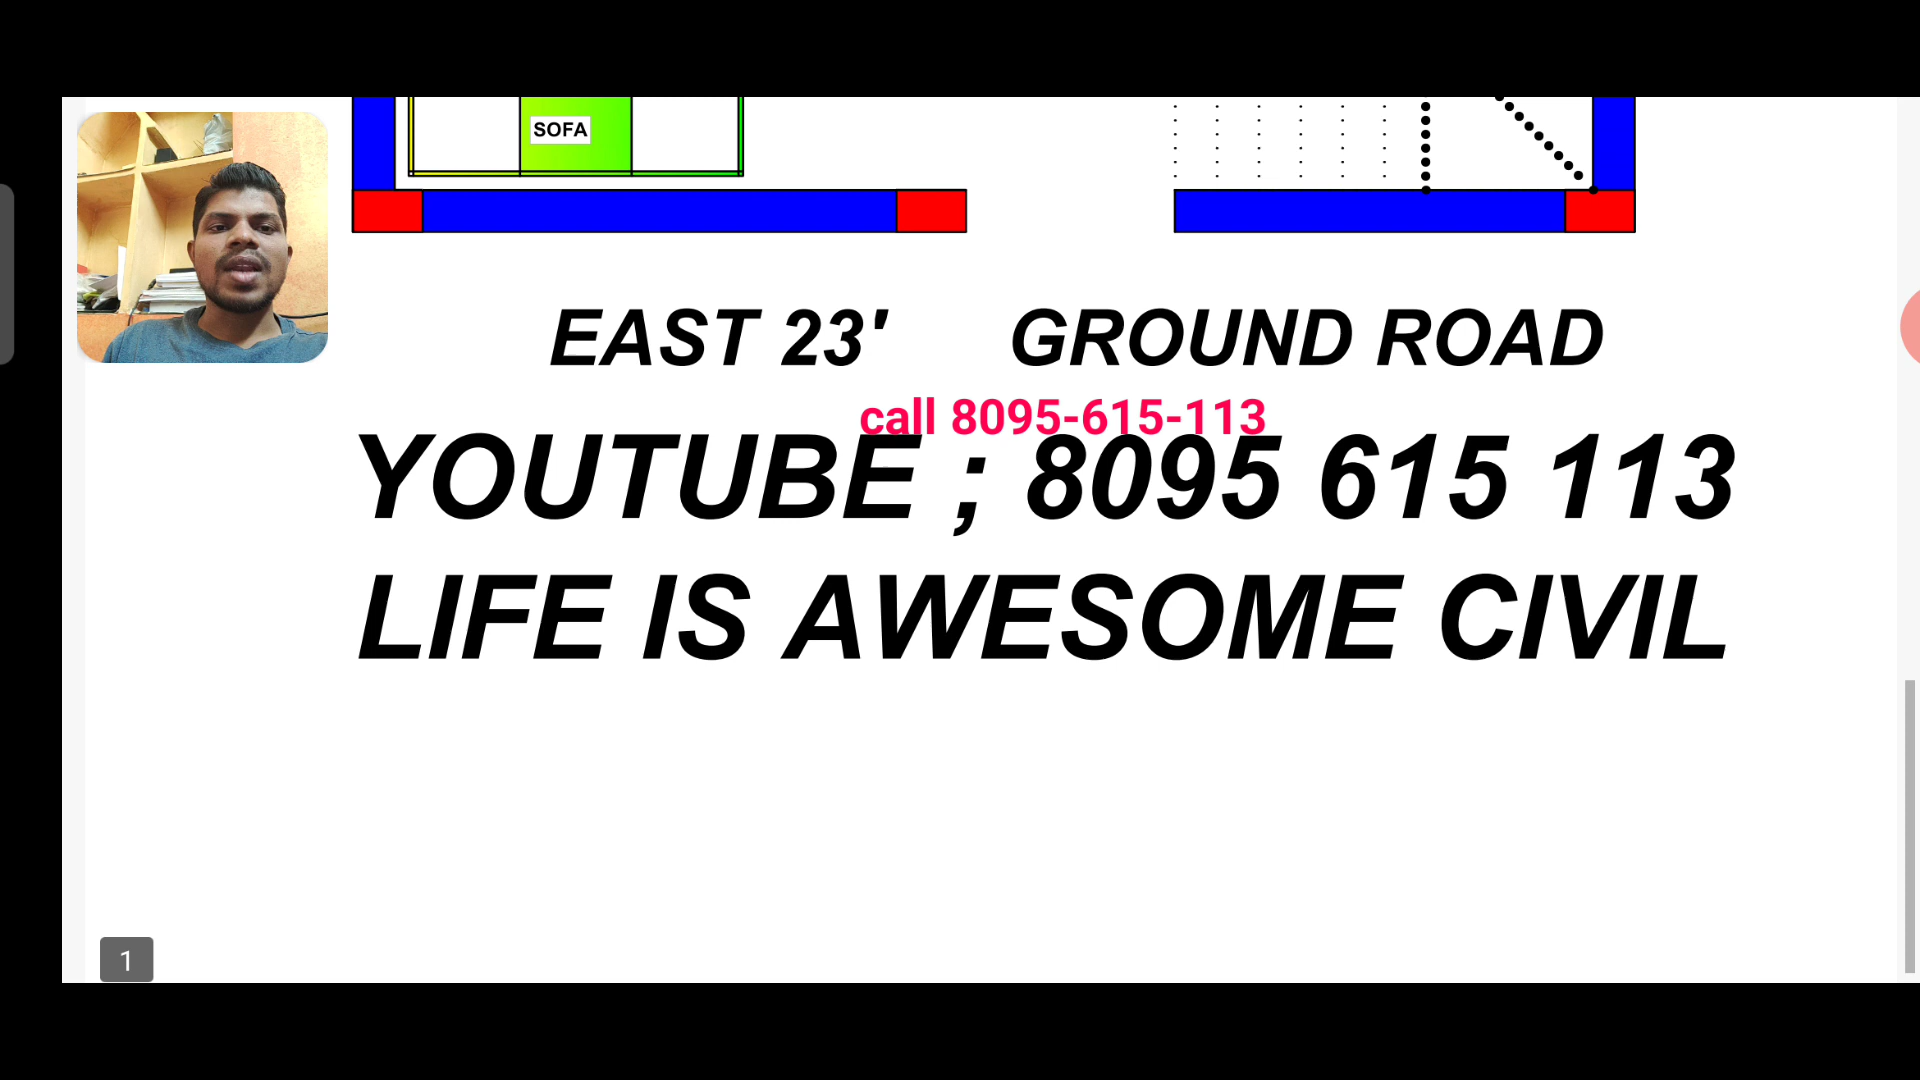 SOFA
EAST 23' GROUND ROAD
call 8095-615-113
YOUTUBE ; 8095 615 113
LIFE IS AWESOME CIVIL
1